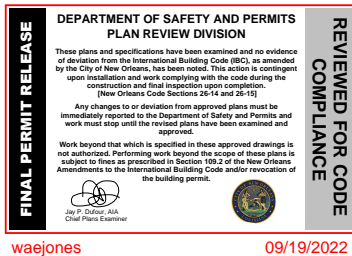 FINAL PERMIT RELEASE
DEPARTMENT OF SAFETY AND PERMITS
PLAN REVIEW DIVISION
These plans and specifications have been examined and no evidence
of deviation from the International Building Code (IBC), as amended
by the City of New Orleans, has been noted. This action is contingent
upon installation and work complying with the code during the
construction and final inspection upon completion.
[New Orleans Code Sections 26-14 and 26-15]
Any changes to or deviation from approved plans must be
immediately reported to the Department of Safety and Permits and
work must stop until the revised plans have been examined and
approved.
Work beyond that which is specified in these approved drawings is
not authorized. Performing work beyond the scope of these plans is
subject to fines as prescribed in Section 109.2 of the New Orleans
Amendments to the International Building Code and/or revocation of
the building permit.
Jay P. Dufour, AIA
Chief Plans Examiner
REVIEWED FOR CODE
COMPLIANCE
waejones
09/19/2022